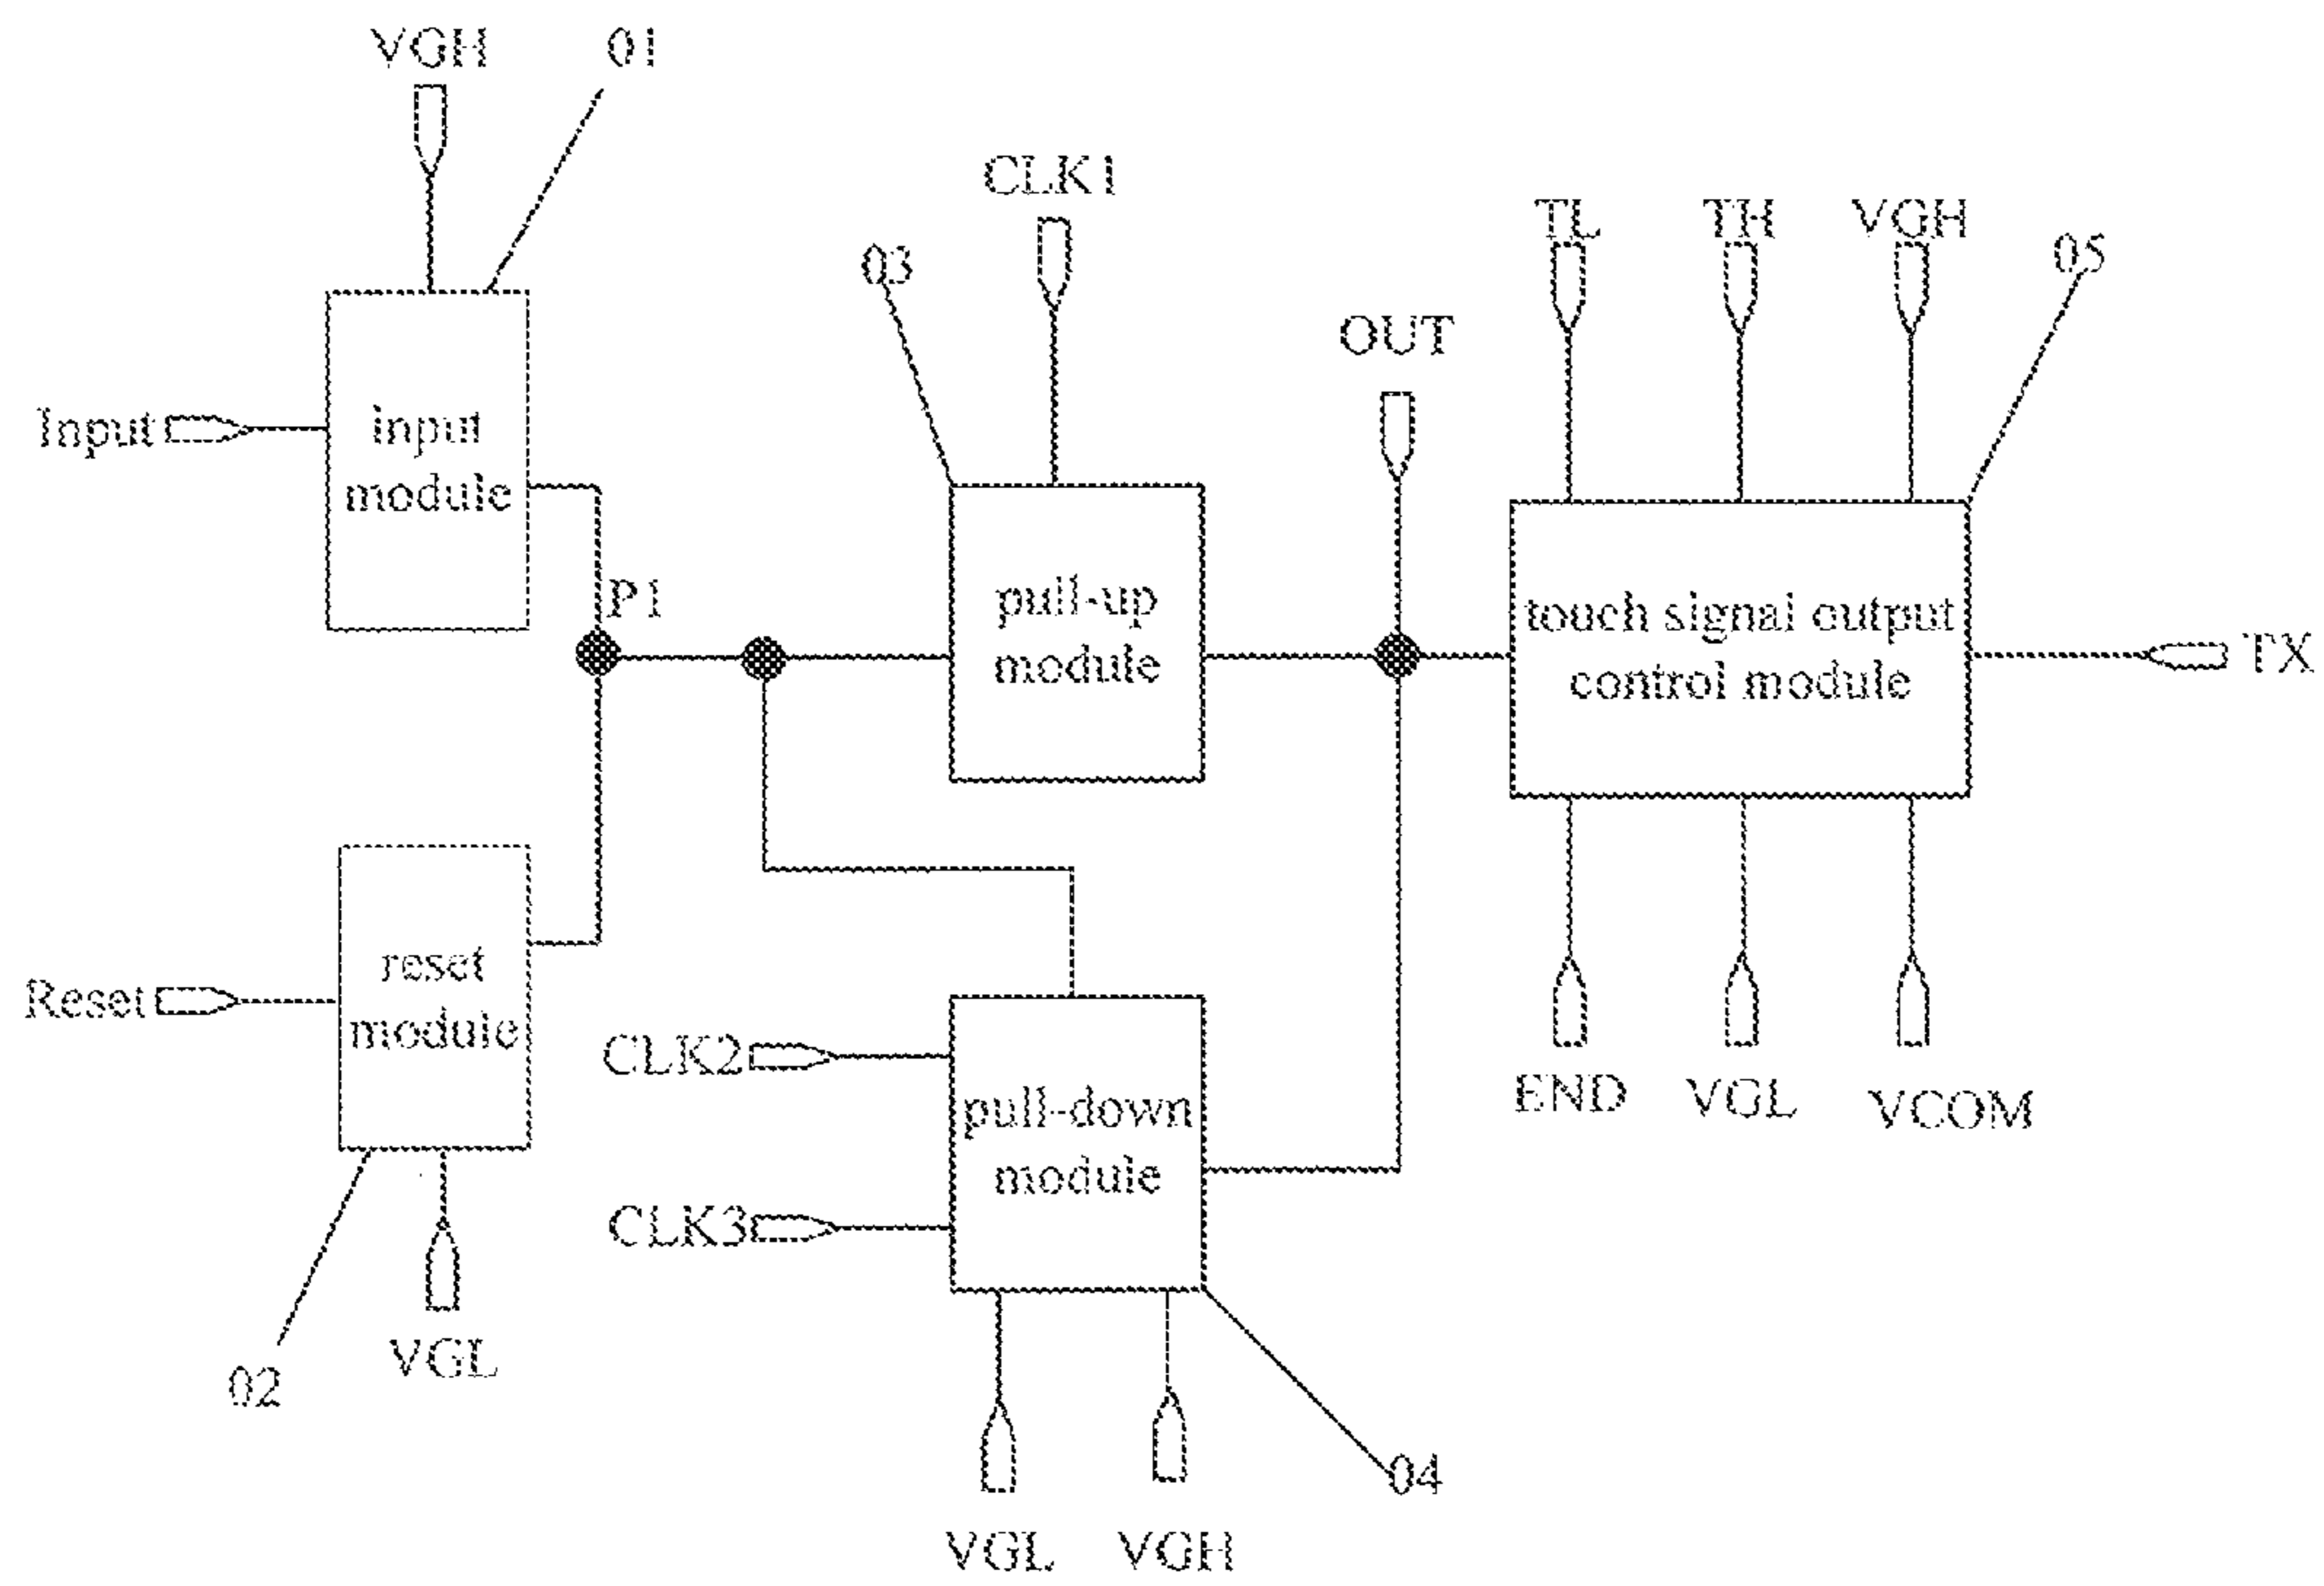 VGH
01
CLK1
TL
TH
VGH
03
05
OUT
Input
input
module
P1
pull-up
module
touch signal output
control module
TX
reset
module
Reset
CLK2
pull-down
module
CLK3
END
VGL
VCOM
VGL
02
04
VGL
VGH